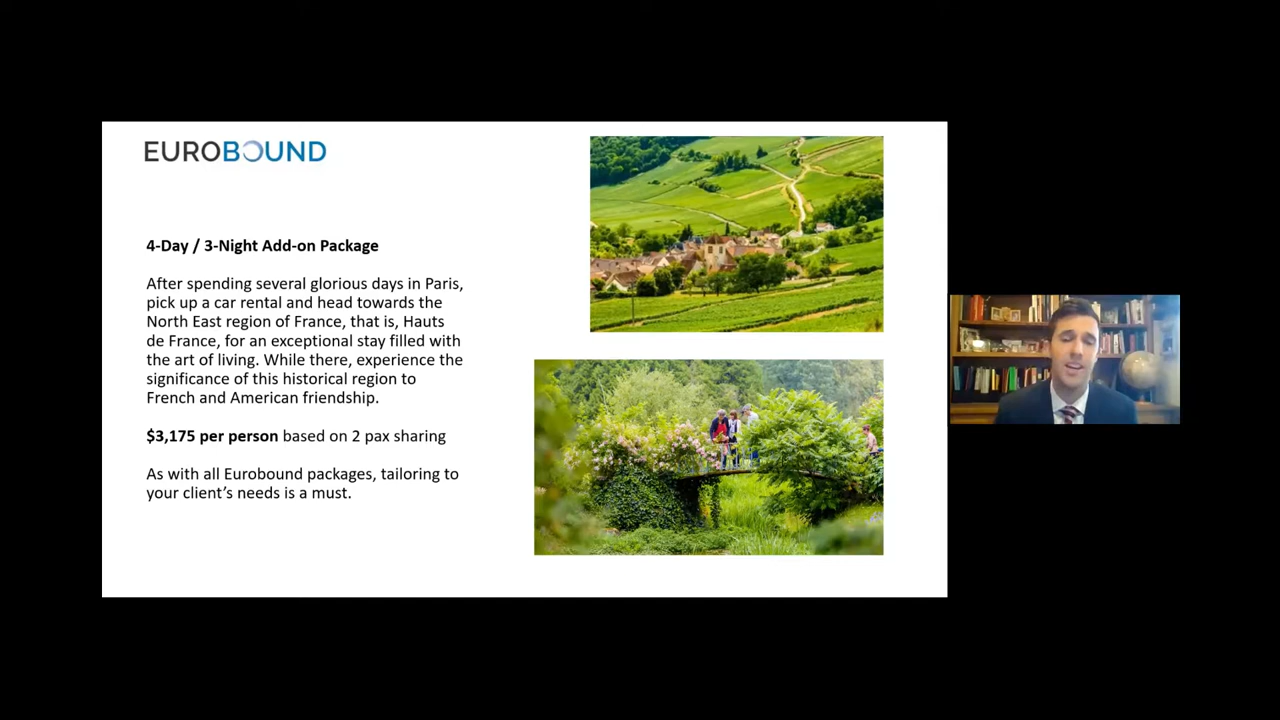 EUROBOUND
4-Day / 3-Night Add-on Package
After spending several glorious days in Paris,
pick up a car rental and head towards the
North East region of France, that is, Hauts
de France, for an exceptional stay filled with
the art of living. While there, experience the
significance of this historical region to
French and American friendship.
$3,175 per person based on 2 pax sharing
As with all Eurobound packages, tailoring to
your client's needs is a must.